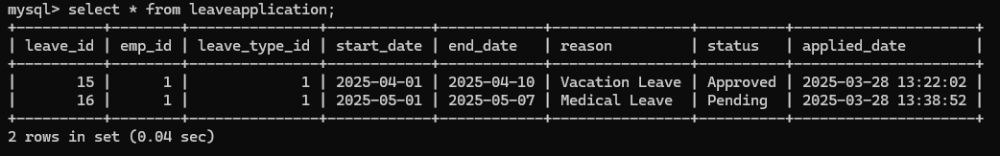 mysql> select * from leaveapplication;
+----------+--------+---------------+------------+------------+----------------+----------+---------------------+
| leave_id | emp_id | leave_type_id | start_date | end_date   | reason         | status   | applied_date        |
+----------+--------+---------------+------------+------------+----------------+----------+---------------------+
|       15 |      1 |             1 | 2025-04-01 | 2025-04-10 | Vacation Leave | Approved | 2025-03-28 13:22:02 |
|       16 |      1 |             1 | 2025-05-01 | 2025-05-07 | Medical Leave  | Pending  | 2025-03-28 13:38:52 |
+----------+--------+---------------+------------+------------+----------------+----------+---------------------+
2 rows in set (0.04 sec)